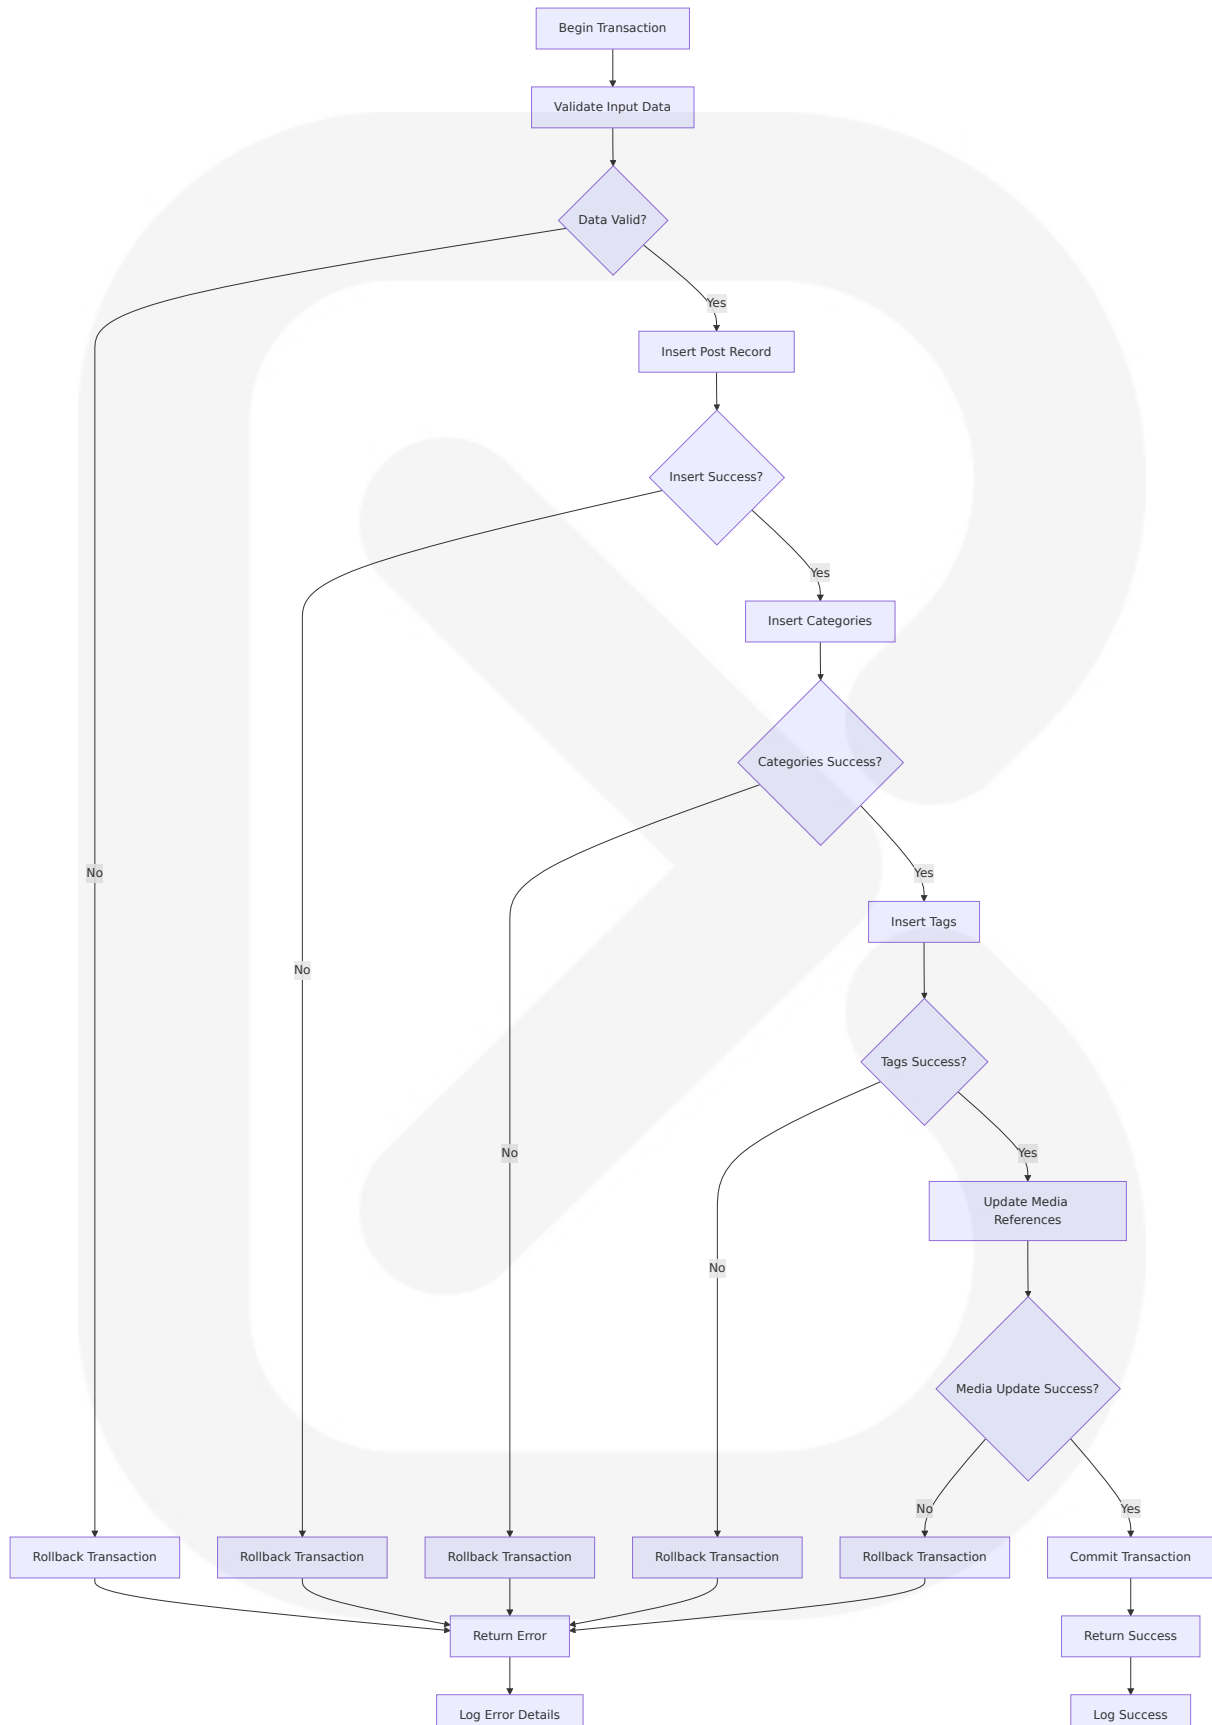 Begin Transaction
Validate Input Data
Data Valid?
Yes
Insert Post Record
Insert Success?
Yes
Insert Categories
Categories Success?
No
Yes
Insert Tags
No
Tags Success?
No
Yes
Update Media
References
No
Media Update Success?
No
Yes
Rollback Transaction
Rollback Transaction
Rollback Transaction
Rollback Transaction
Rollback Transaction
Commit Transaction
Return Error
Return Success
Log Error Details
Log Success